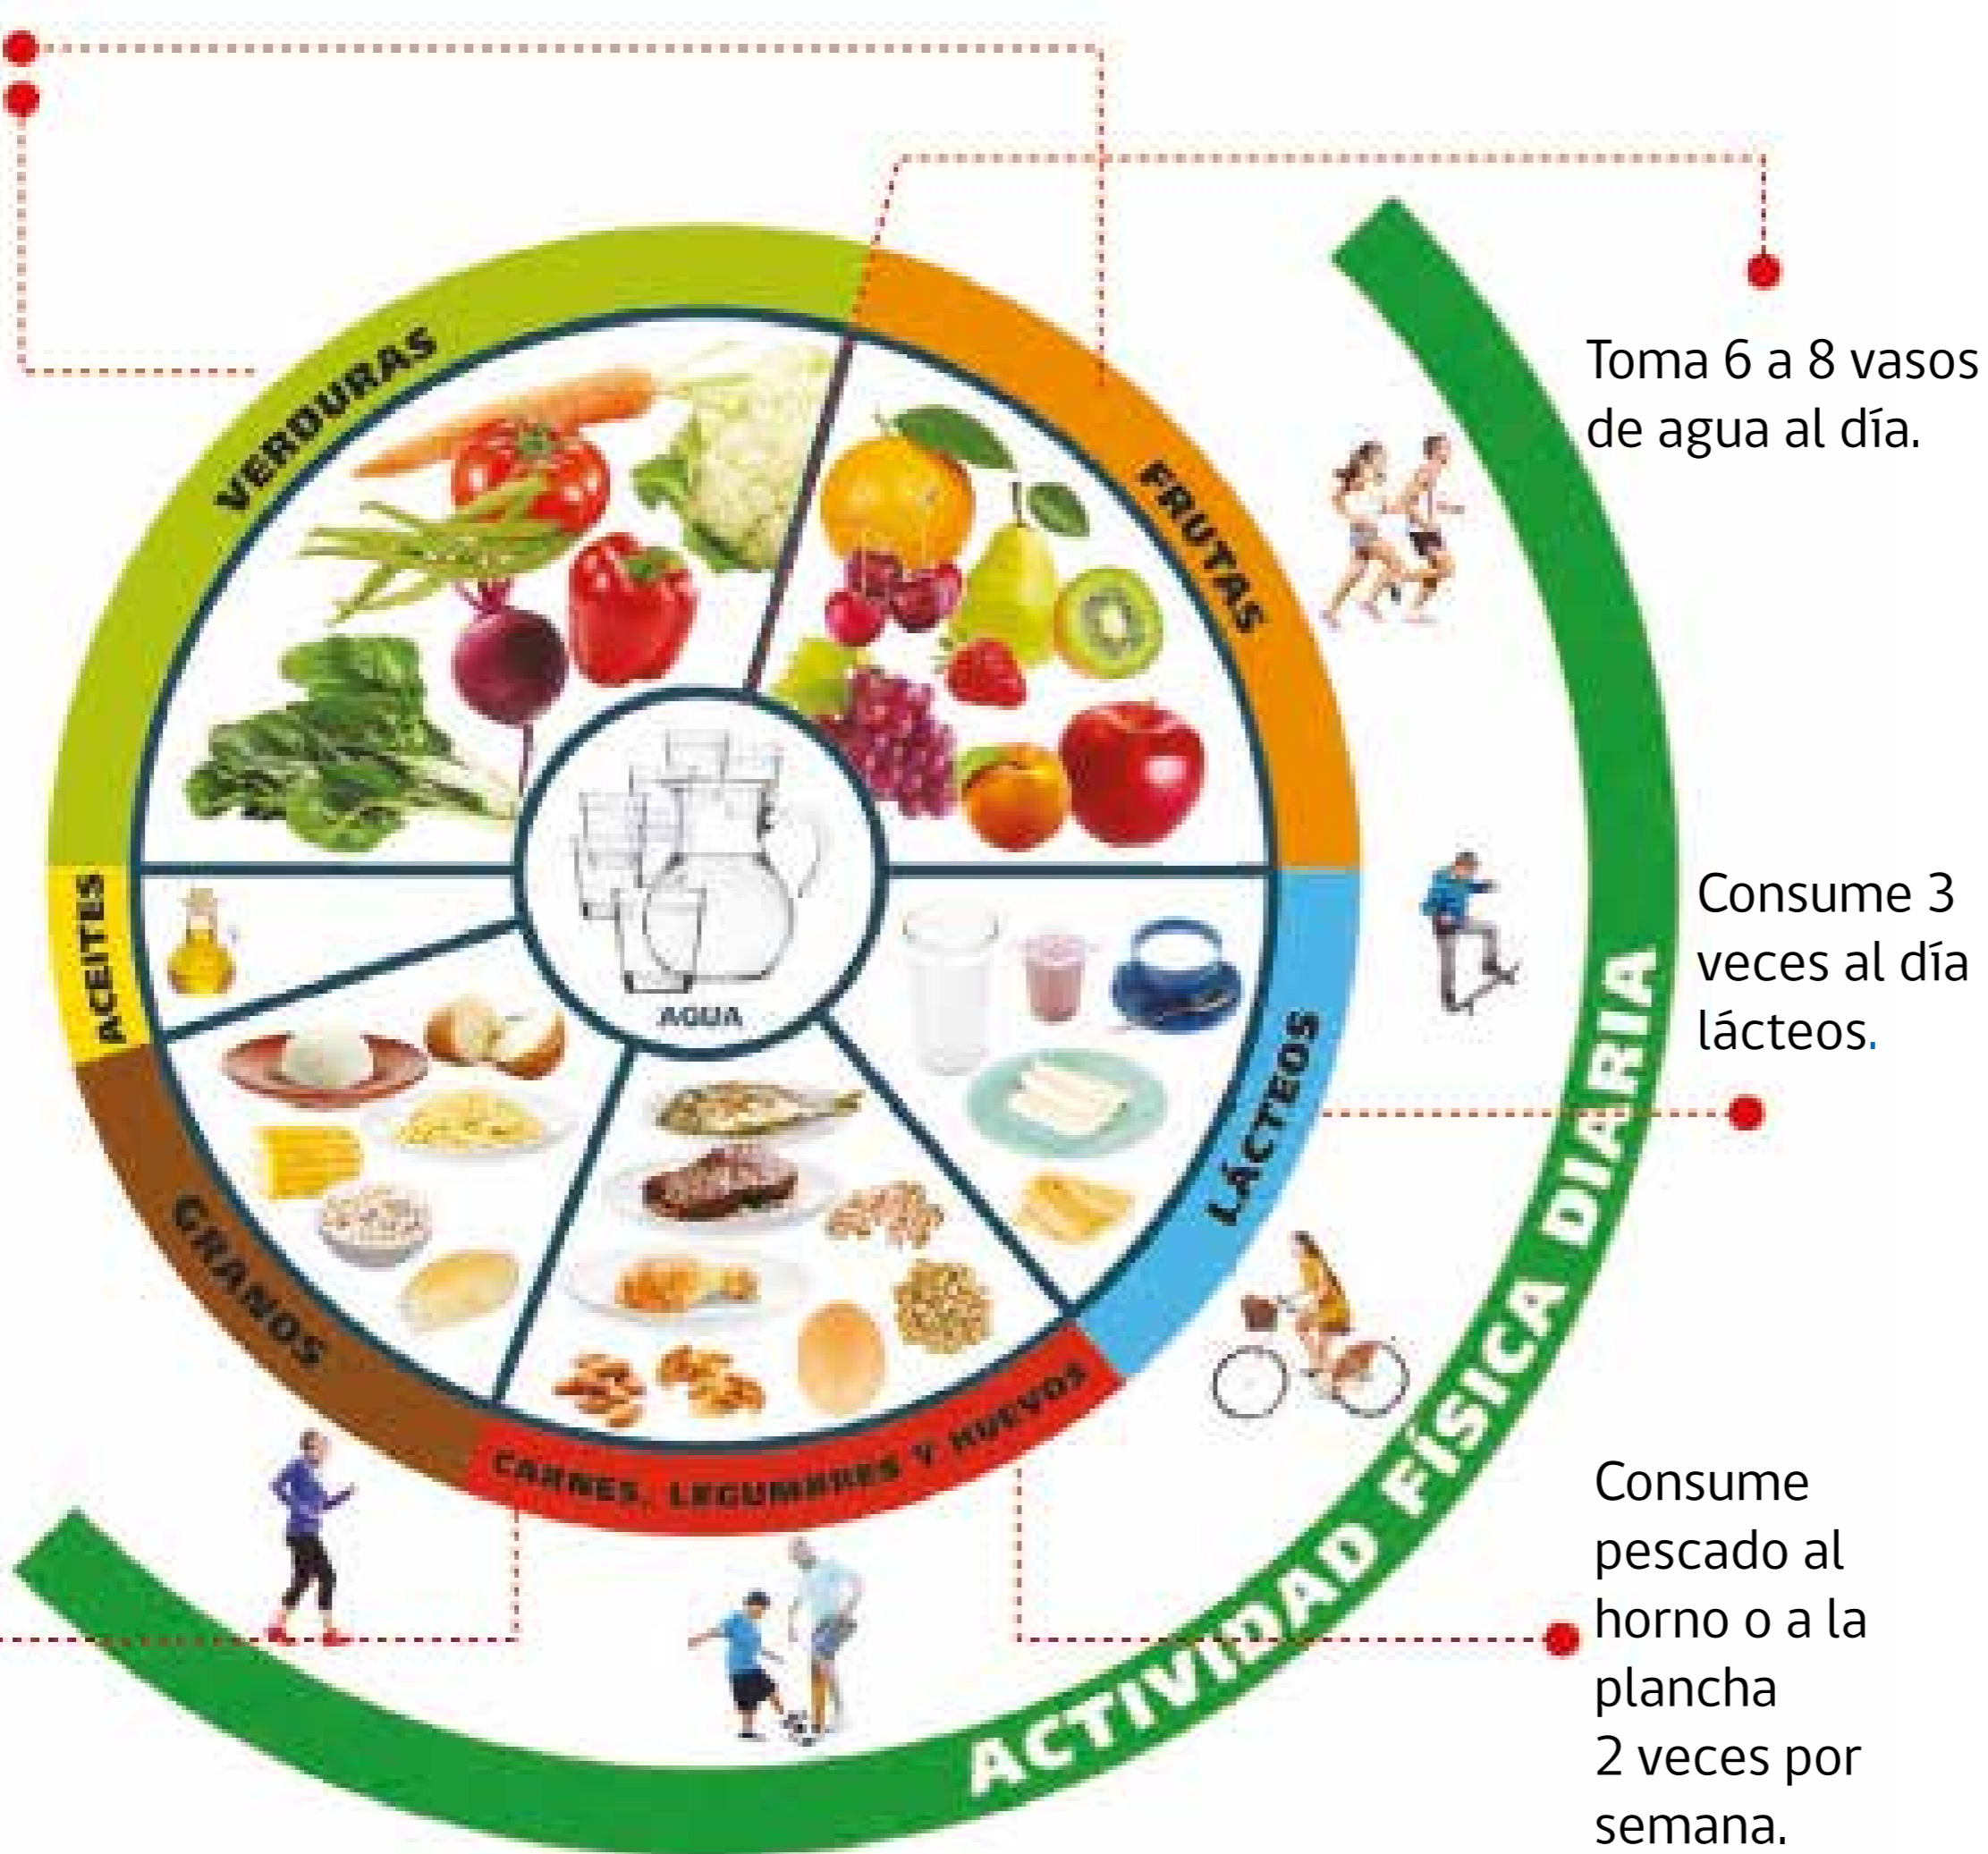 Toma 6 a 8 vasos
de agua al día.
VERDURAS
FRUTAS
ACEITES
AGUA
Consume 3
veces al día
lácteos.
LÁCTEOS
GRANOS
CARNES, LEGUMBRES Y HUEVOS
ACTIVIDAD FÍSICA DIARIA
Consume
pescado al
horno o a la
plancha
2 veces por
semana.